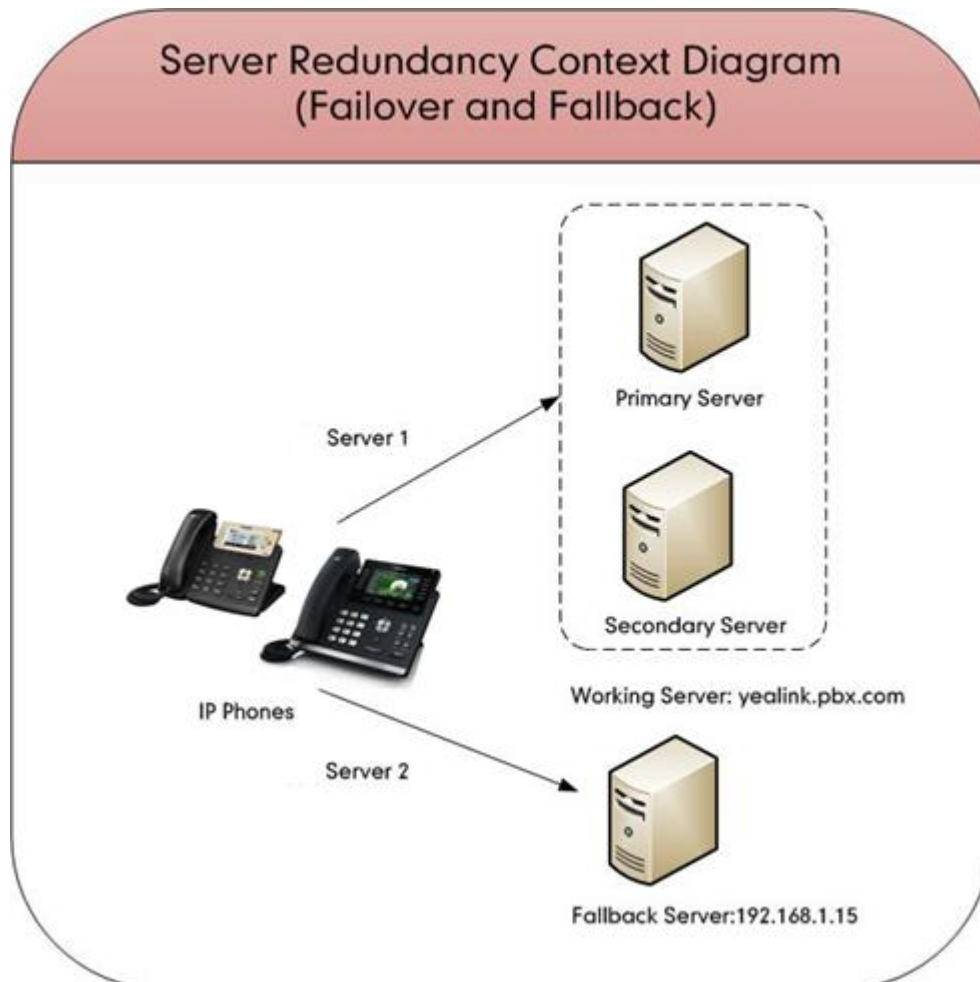 Server Redundancy Context Diagram
(Failover and Fallback)
Primary Server
Server 1
Secondary Server
IP Phones
Working Server: yealink.pbx.com
Server 2
Fallback Server:192.168.1.15